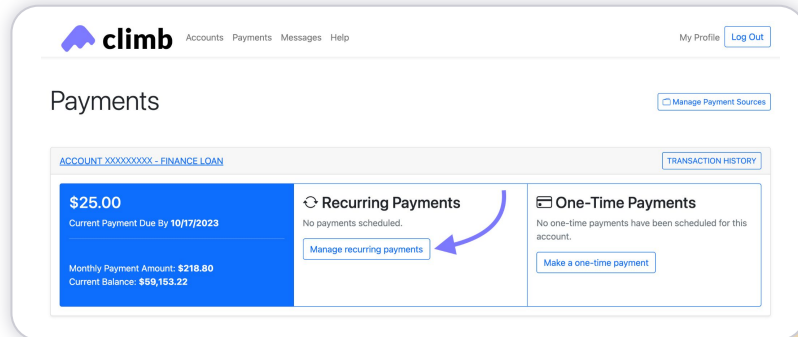 climb Accounts Payments Messages Help My Profile Log Out
Payments
Manage Payment Sources
ACCOUNT XXXXXXXXX - FINANCE LOAN
TRANSACTION HISTORY
$25.00
Current Payment Due By 10/17/2023
Monthly Payment Amount: $218.80
Current Balance: $59,153.22
Recurring Payments
No payments scheduled.
Manage recurring payments
One-Time Payments
No one-time payments have been scheduled for this
account.
Make a one-time payment